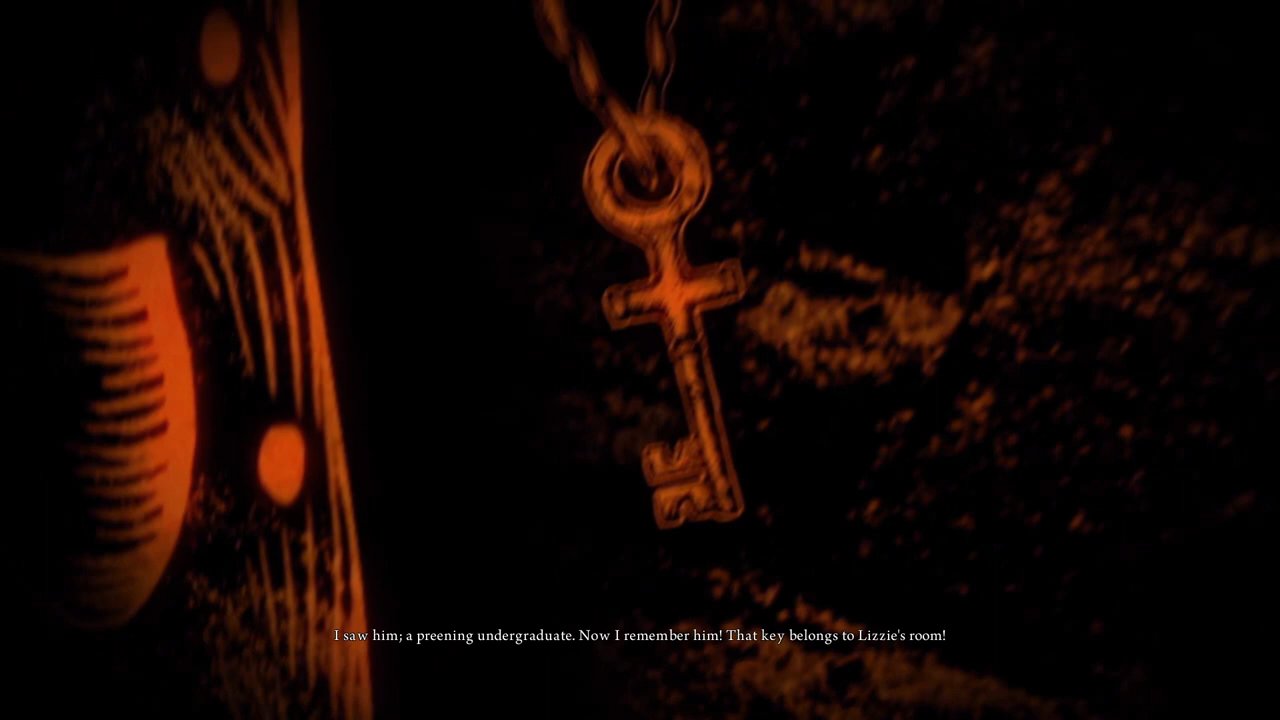 I saw him; a preening undergraduate. Now I remember him! That key belongs to Lizzie's room!